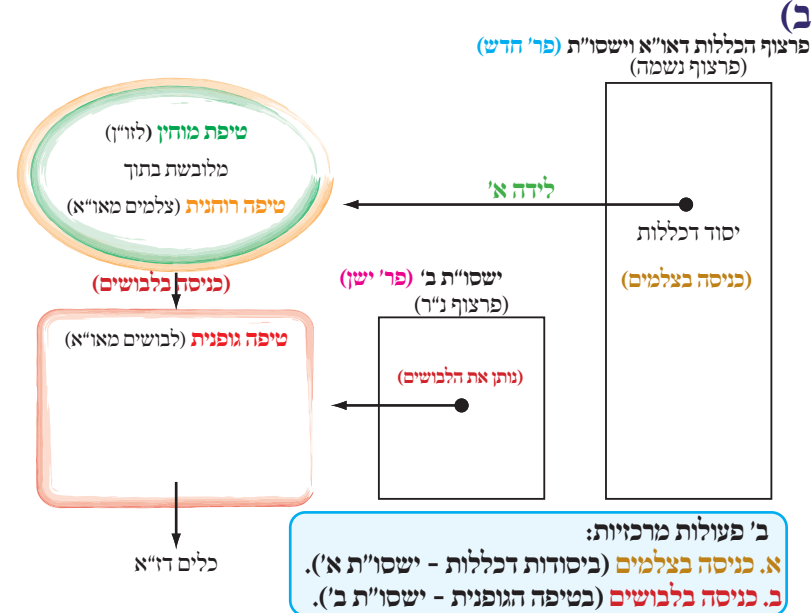 ב)
פרצוף הכללות דאו"א וישסו"ת (פר' חדש)
(פרצוף נשמה)
טיפת מוחין (לזו"ן)
מלובשת בתוך
טיפה רוחנית (צלמים מאו"א)
לידה א'
יסוד דכללות
(כניסה בצלמים)
(כניסה בלבושים)
ישסו"ת ב' (פר' ישן)
(פרצוף נ"ר)
טיפה גופנית (לבושים מאו"א)
(נותן את הלבושים)
כלים דז"א
ב' פעולות מרכזיות:
א. כניסה בצלמים (ביסודות דכללות - ישסו"ת א').
ב. כניסה בלבושים (בטיפה הגופנית - ישסו"ת ב').